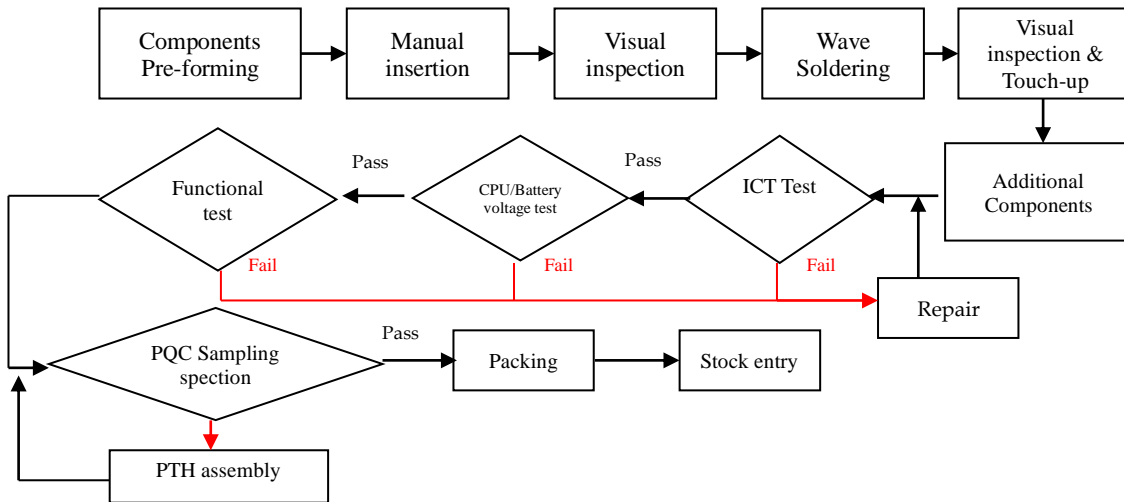 Components
Pre-forming
Manual
insertion
Visual
inspection
Wave
Soldering
Visual
inspection &
Touch-up
Functional
test
Pass
CPU/Battery
voltage test
Pass
ICT Test
Additional
Components
Fail
Fail
Fail
Repair
PQC Sampling
spection
Pass
Packing
Stock entry
PTH assembly